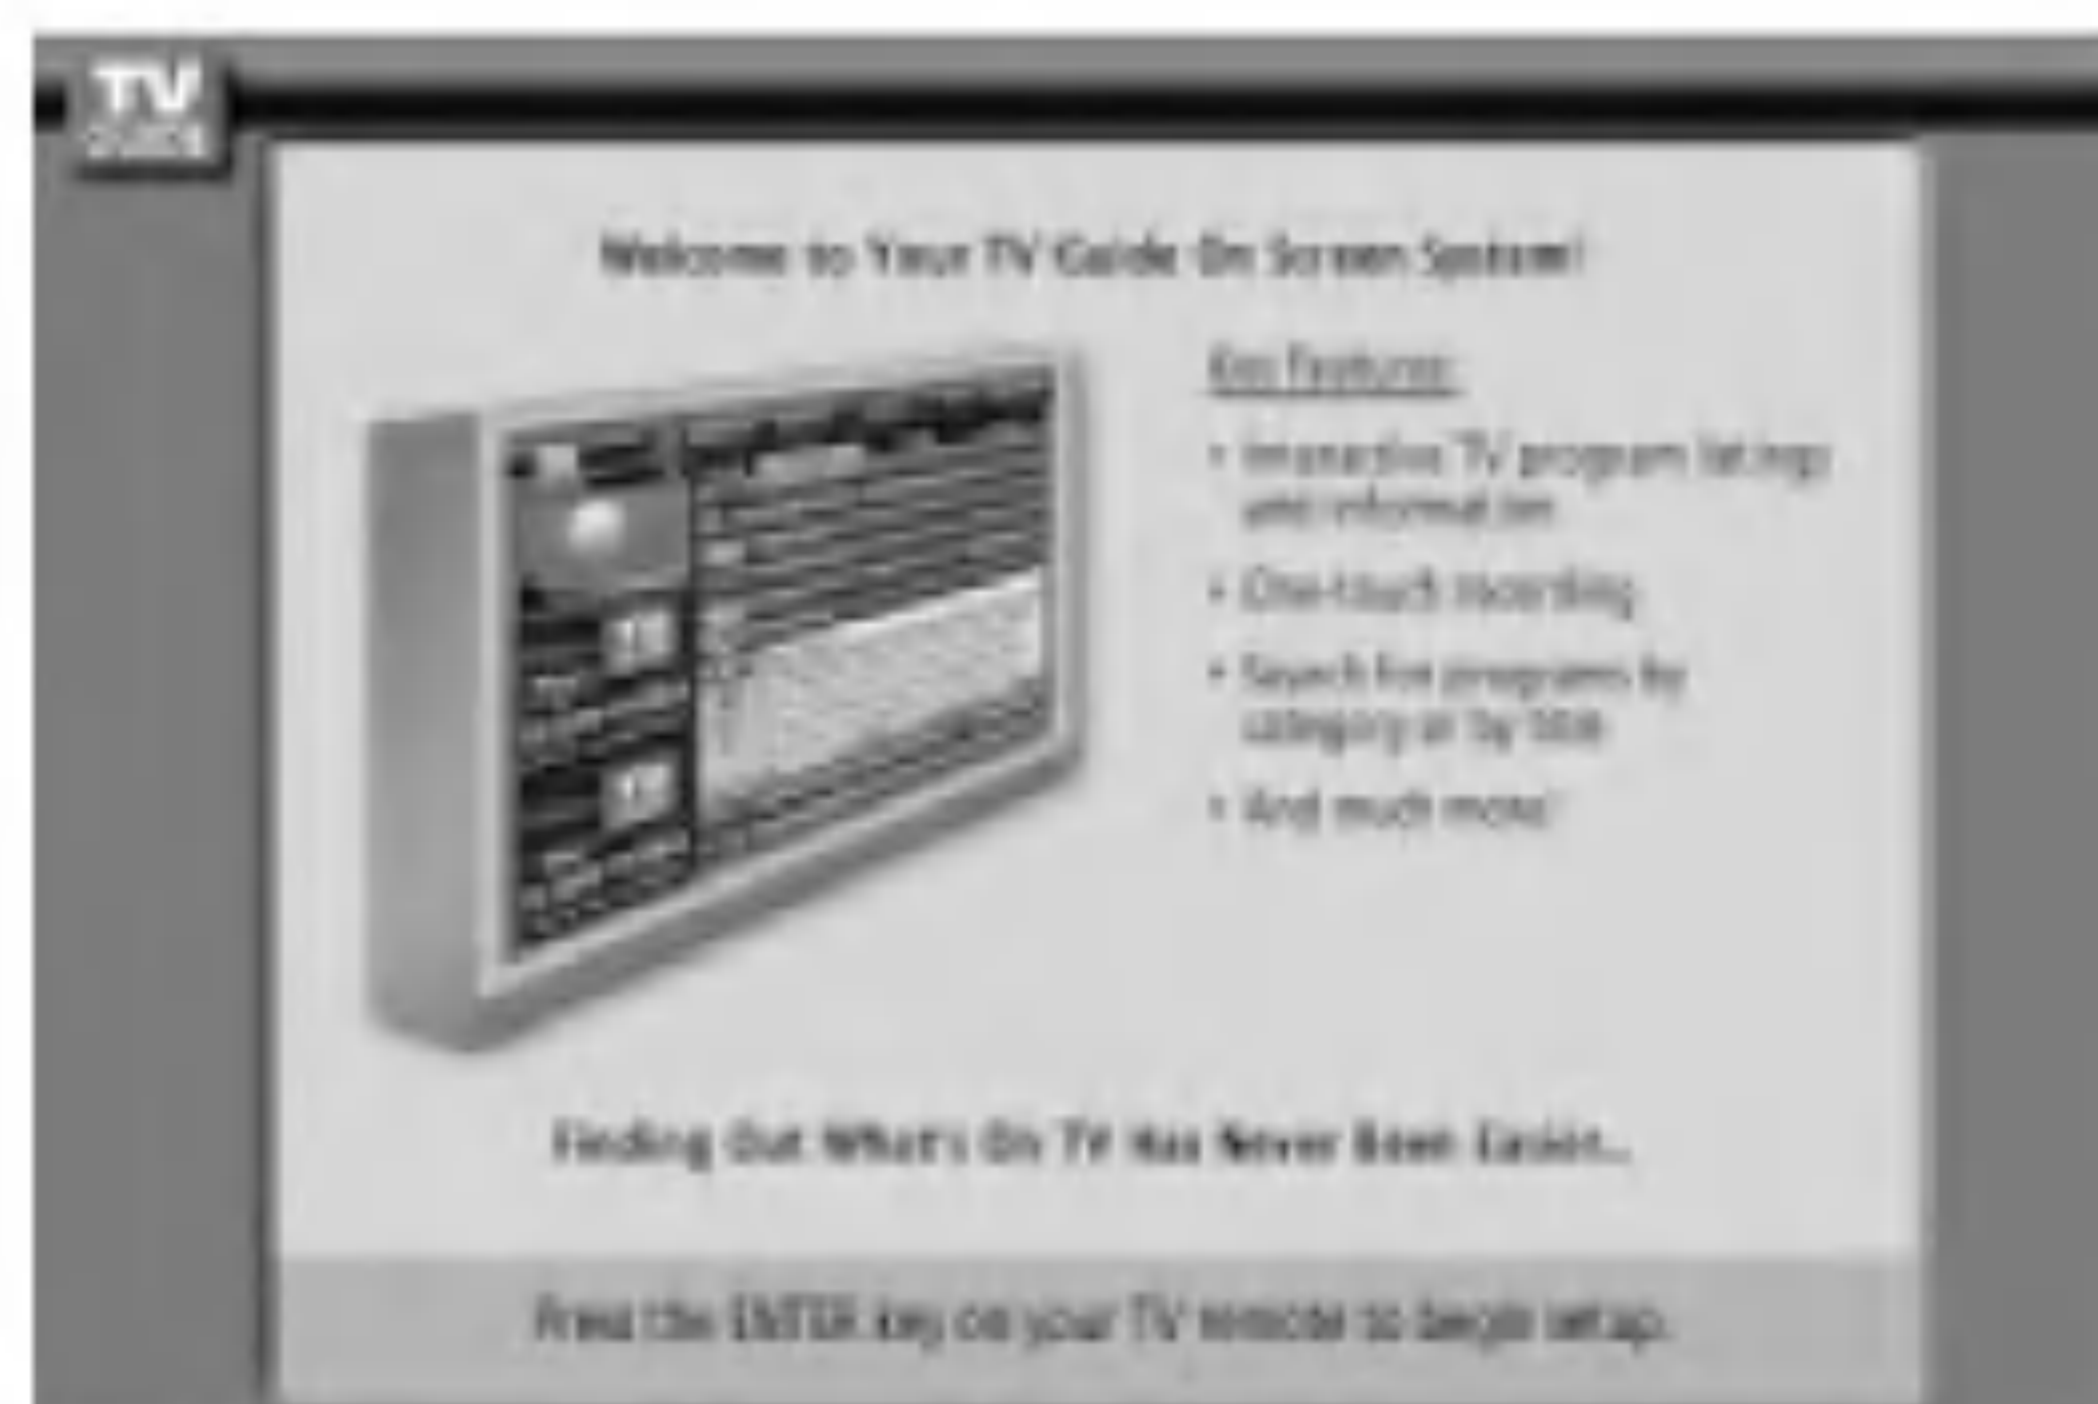 TV
GUIDE
Welcome to Your TV Guide On Screen System!
Key Features:
• Interactive TV program listings
and information
• One-touch recording
• Search for programs by
category or by title
• And much more!
Finding Out What's On TV Has Never Been Easier...
Press the ENTER key on your TV remote to begin setup.